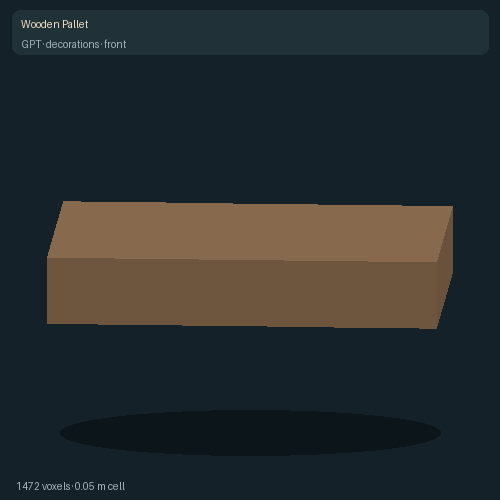 Wooden Pallet
GPT · decorations · front
1472 voxels · 0.05 m cell